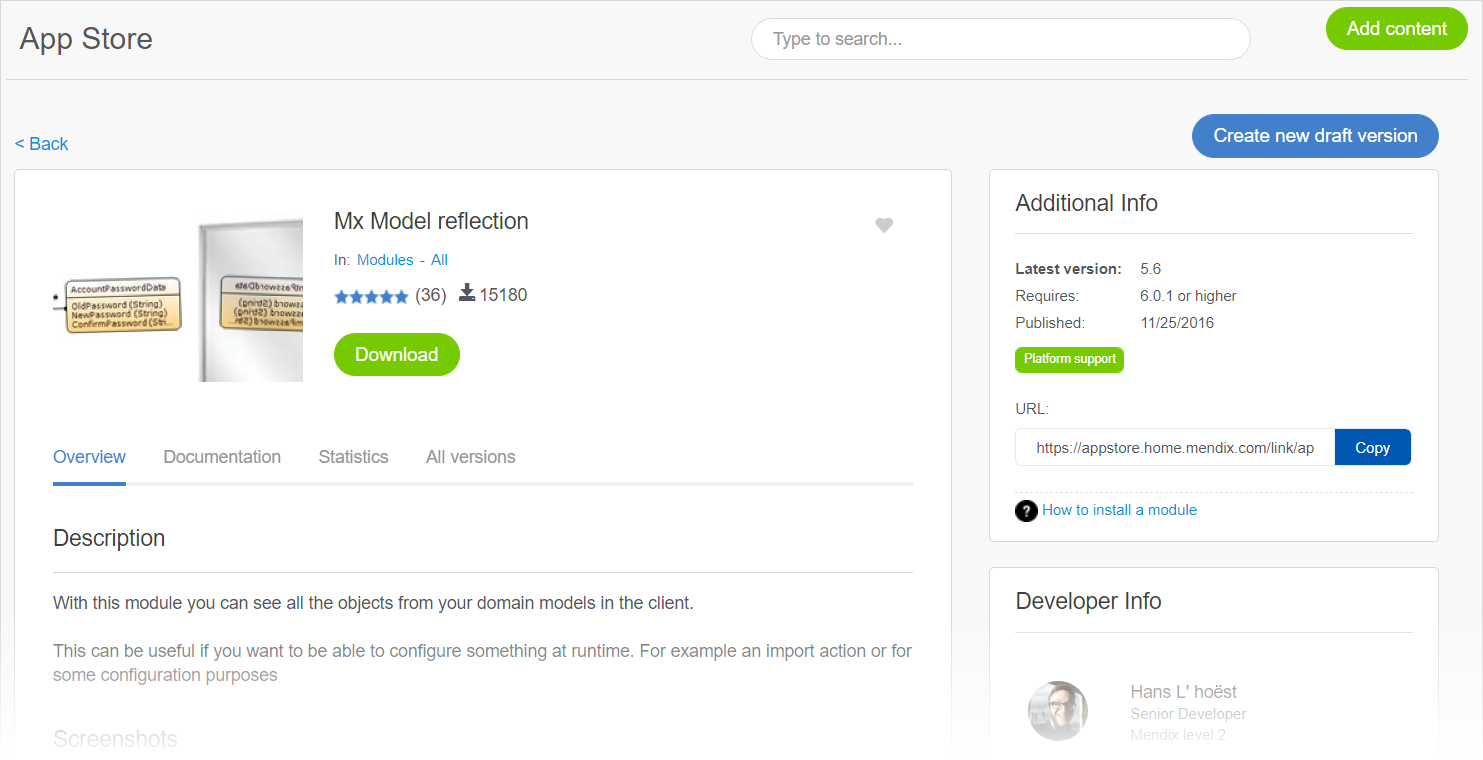 App Store
Type to search...
Add content
< Back
Create new draft version
AccountPasswordData
OldPassword (String)
NewPassword (String)
ConfirmPassword (Stri...
Mx Model reflection
In: Modules - All
(36) 15180
Download
Overview Documentation Statistics All versions
Description
With this module you can see all the objects from your domain models in the client.
This can be useful if you want to be able to configure something at runtime. For example an import action or for
some configuration purposes
Screenshots
Additional Info
Latest version: 5.6
Requires: 6.0.1 or higher
Published: 11/25/2016
Platform support
URL:
https://appstore.home.mendix.com/link/ap
Copy
? How to install a module
Developer Info
Hans L' hoëst
Senior Developer
Mendix level 2